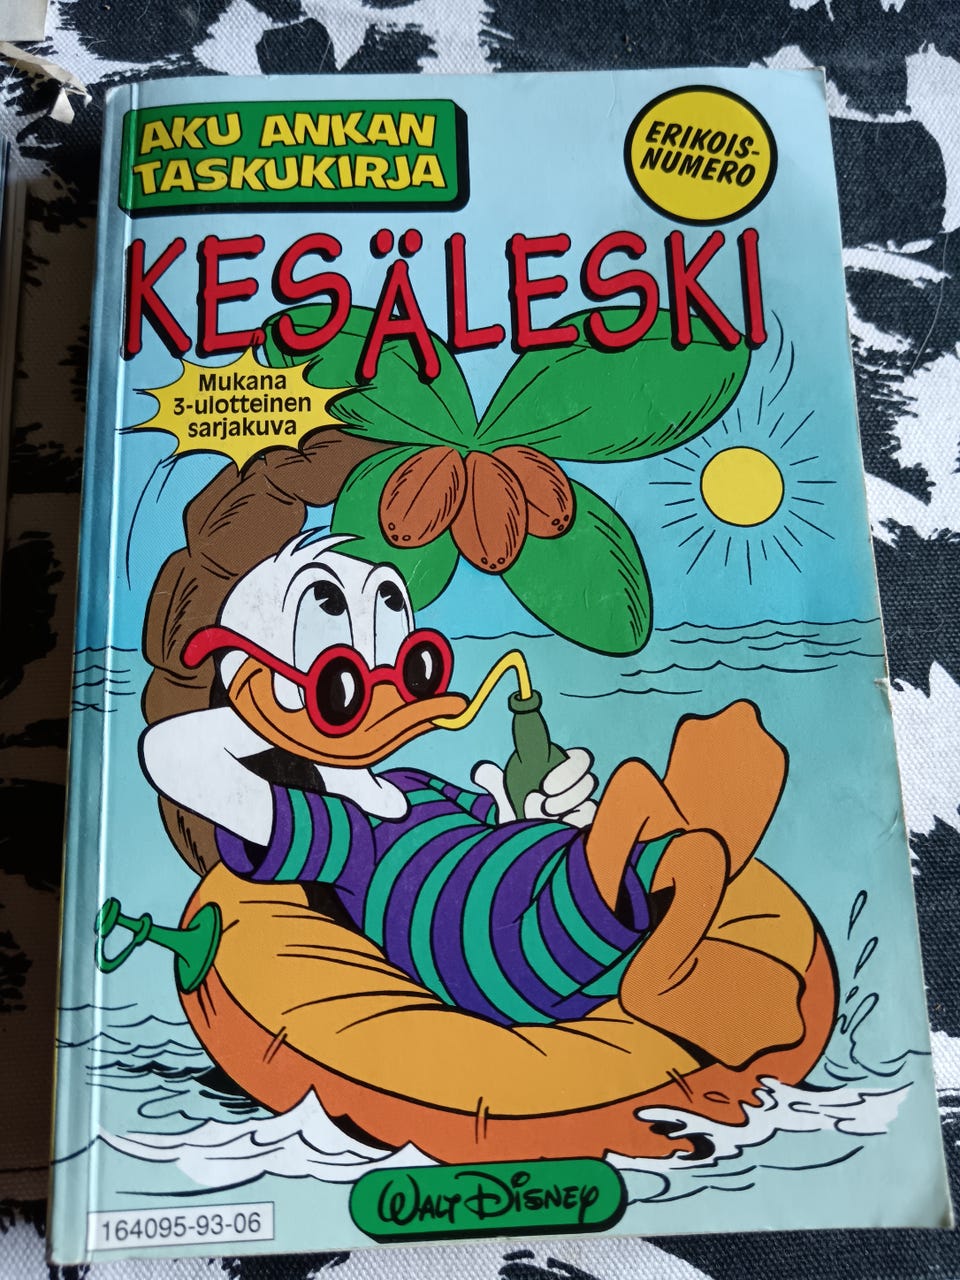 AKU ANKAN
TASKUKIRJA
ERIKOIS-
NUMERO
KESÄLESKI
Mukana
3-ulotteinen
sarjakuva
WALT DISNEY
164095-93-06